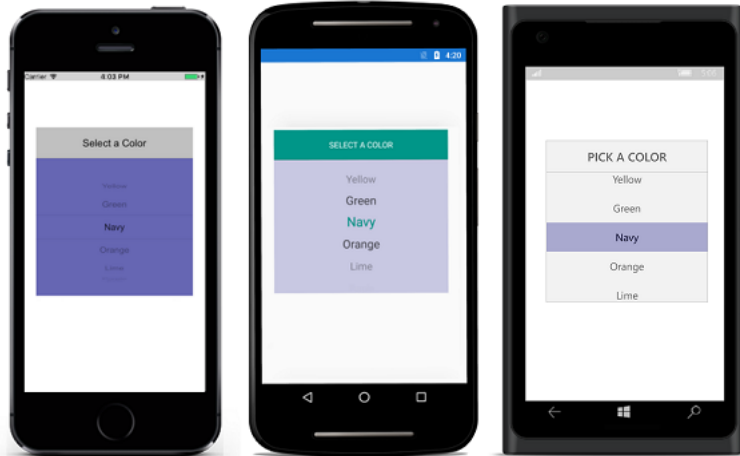 Carrier
4:03 PM
Select a Color
Yellow
Green
Navy
Orange
Lime
4:20
SELECT A COLOR
Yellow
Green
Navy
Orange
Lime
PICK A COLOR
Yellow
Green
Navy
Orange
Lime